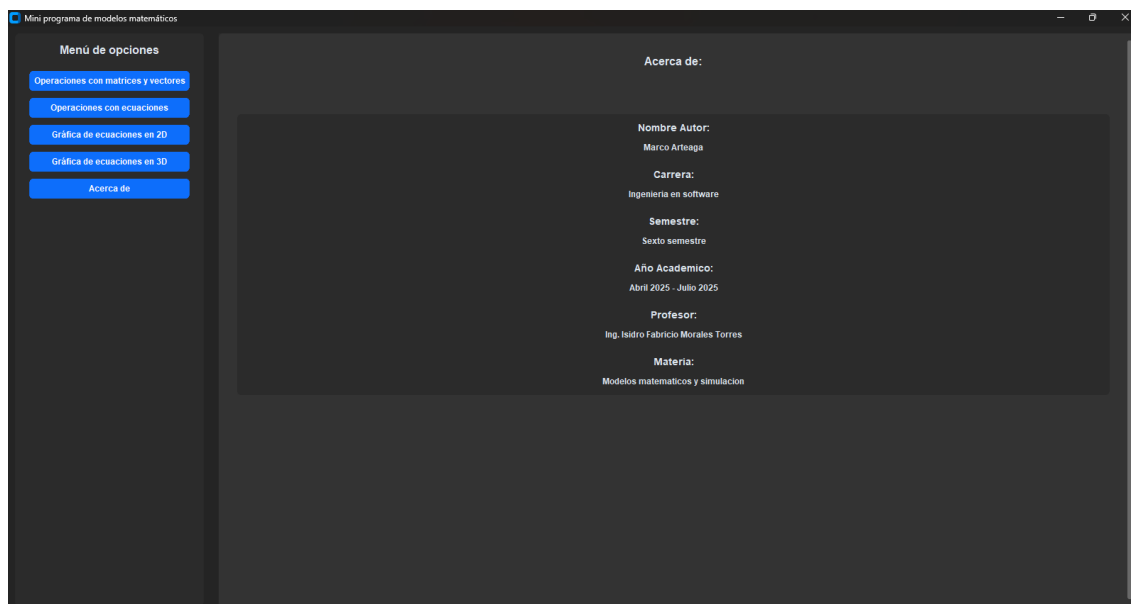 Mini programa de modelos matemáticos
Menú de opciones
Operaciones con matrices y vectores
Operaciones con ecuaciones
Gráfica de ecuaciones en 2D
Gráfica de ecuaciones en 3D
Acerca de
Acerca de:
Nombre Autor:
Marco Arteaga
Carrera:
Ingenieria en software
Semestre:
Sexto semestre
Año Academico:
Abril 2025 - Julio 2025
Profesor:
Ing. Isidro Fabricio Morales Torres
Materia:
Modelos matematicos y simulacion